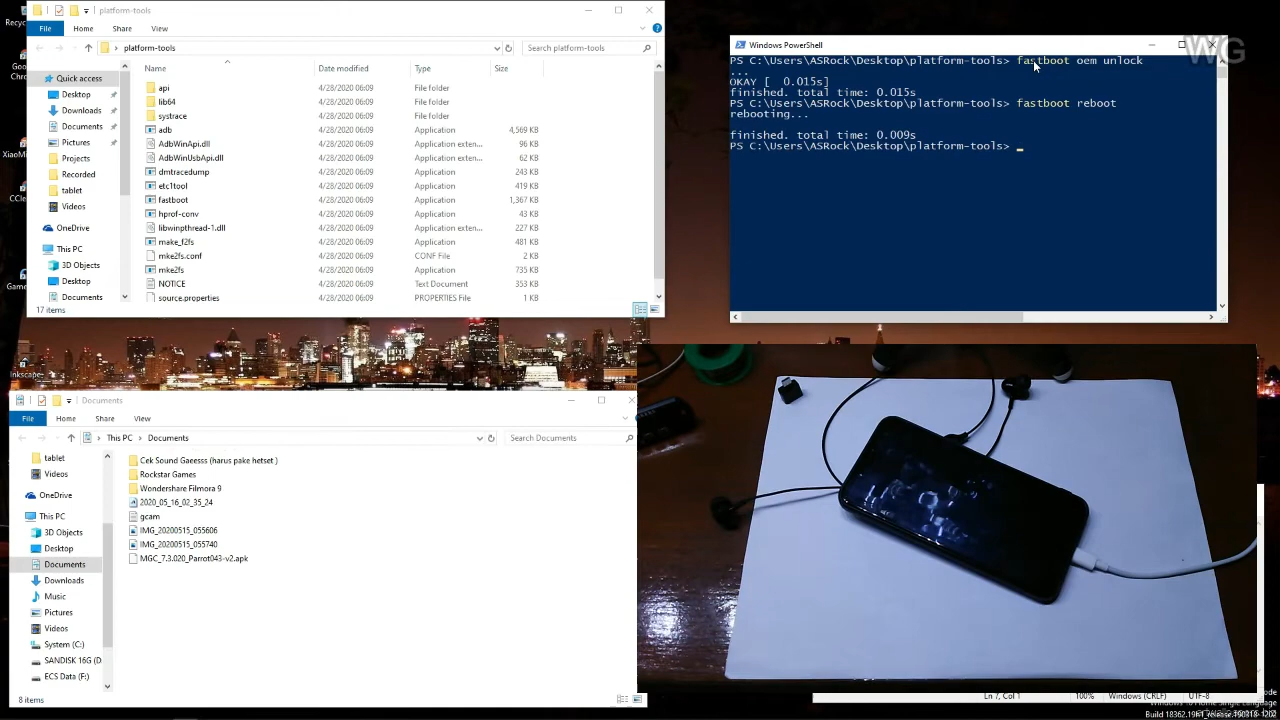 platform-tools
File Home Share View
platform-tools
Search platform-tools
Name Date modified Type Size
Quick access
Desktop
Downloads
Documents
Pictures
Projects
Recorded
tablet
Videos
OneDrive
This PC
3D Objects
Desktop
Documents
api 4/28/2020 06:09 File folder
lib64 4/28/2020 06:09 File folder
systrace 4/28/2020 06:09 File folder
adb 4/28/2020 06:09 Application 4,569 KB
AdbWinApi.dll 4/28/2020 06:09 Application exten... 96 KB
AdbWinUsbApi.dll 4/28/2020 06:09 Application exten... 62 KB
dmtracedump 4/28/2020 06:09 Application 243 KB
etc1tool 4/28/2020 06:09 Application 419 KB
fastboot 4/28/2020 06:09 Application 1,367 KB
hprof-conv 4/28/2020 06:09 Application 43 KB
libwinpthread-1.dll 4/28/2020 06:09 Application exten... 227 KB
make_f2fs 4/28/2020 06:09 Application 481 KB
mke2fs.conf 4/28/2020 06:09 CONF File 2 KB
mke2fs 4/28/2020 06:09 Application 735 KB
NOTICE 4/28/2020 06:09 Text Document 353 KB
source.properties 4/28/2020 06:09 PROPERTIES File 1 KB
17 items
Windows PowerShell
WG
PS C:\Users\ASRock\Desktop\platform-tools> fastboot oem unlock
...
OKAY [ 0.015s]
finished. total time: 0.015s
PS C:\Users\ASRock\Desktop\platform-tools> fastboot reboot
rebooting...
finished. total time: 0.009s
PS C:\Users\ASRock\Desktop\platform-tools> _
Inkscape
Documents
File Home Share View
This PC Documents
Search Documents
tablet
Videos
OneDrive
This PC
3D Objects
Desktop
Documents
Downloads
Music
Pictures
Videos
System (C:)
SANDISK 16G (D:
ECS Data (F:)
Cek Sound Gaeesss (harus pake hetset )
Rockstar Games
Wondershare Filmora 9
2020_05_16_02_35_24
gcam
IMG_20200515_055606
IMG_20200515_055740
MGC_7.3.020_Parrot043-v2.apk
8 items
Ln 7, Col 1 100% Windows (CRLF) UTF-8